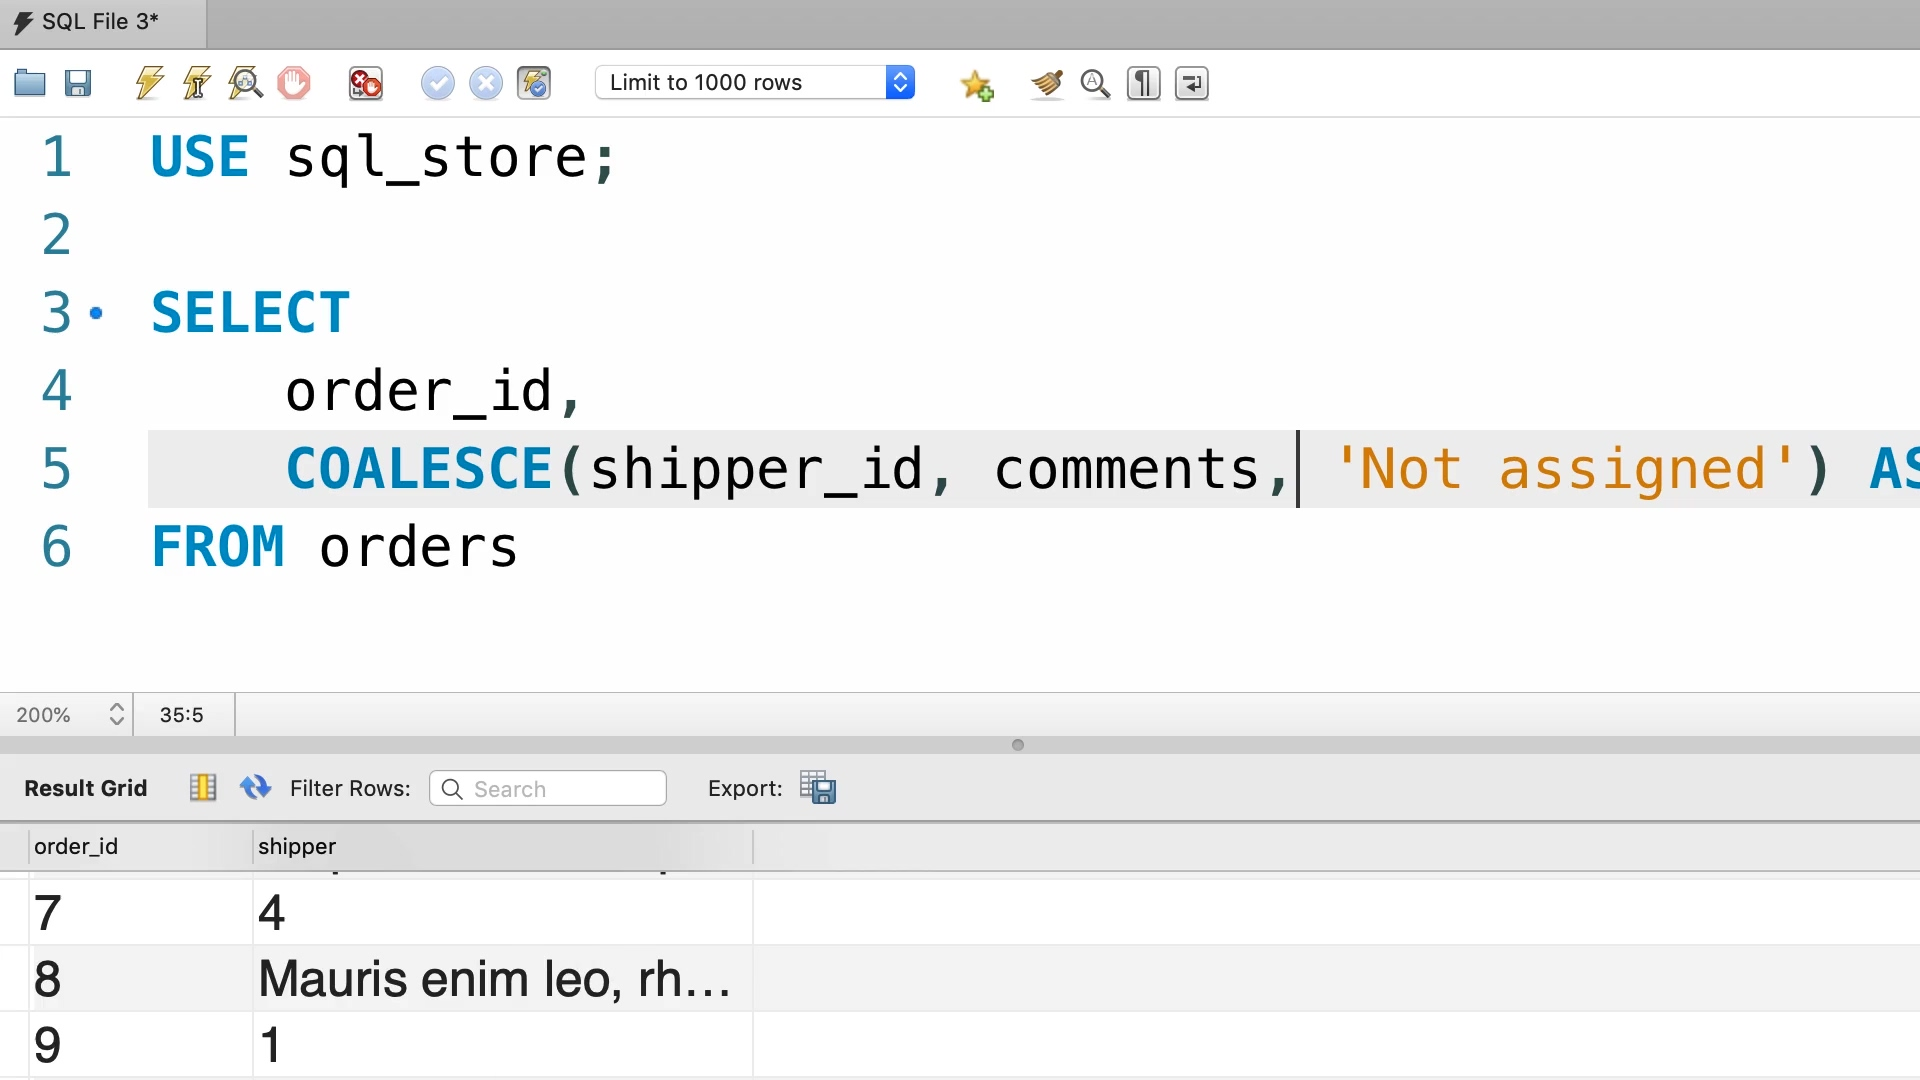 SQL File 3*
Limit to 1000 rows
1 USE sql_store;
2
3 SELECT
4 order_id,
5 COALESCE(shipper_id, comments, 'Not assigned') AS
6 FROM orders
200% 35:5
Result Grid Filter Rows: Search Export:
order_id shipper
7 4
8 Mauris enim leo, rh...
9 1